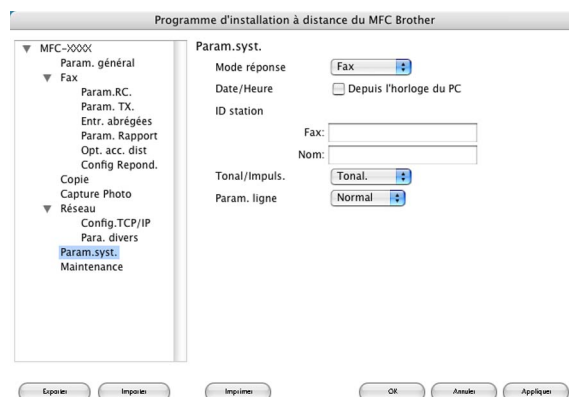 Programme d'installation à distance du MFC Brother
MFC-XXXX
Param. général
Fax
Param.RC.
Param. TX.
Entr. abrégées
Param. Rapport
Opt. acc. dist
Config Repond.
Copie
Capture Photo
Réseau
Config.TCP/IP
Para. divers
Param.syst.
Maintenance
Param.syst.
Mode réponse Fax
Date/Heure Depuis l'horloge du PC
ID station
Fax:
Nom:
Tonal/Impuls. Tonal.
Param. ligne Normal
Exporter Importer Imprimer OK Annuler Appliquer